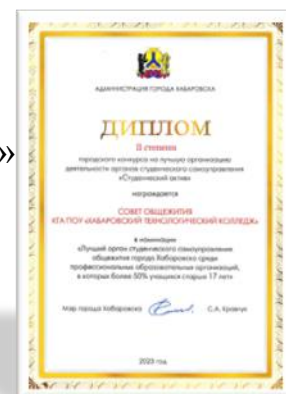 »
АДМИНИСТРАЦИЯ ГОРОДА ХАБАРОВСКА
ДИПЛОМ
II степени
городского конкурса на лучшую организацию
деятельности органов студенческого самоуправления
«Студенческий актив»
награждается
СОВЕТ ОБЩЕЖИТИЯ
КГА ПОУ «ХАБАРОВСКИЙ ТЕХНОЛОГИЧЕСКИЙ КОЛЛЕДЖ»
в номинации
«Лучший орган студенческого самоуправления
общежития города Хабаровска среди
профессиональных образовательных организаций,
в которых более 50% учащихся старше 17 лет»
Мэр города Хабаровска
С.А. Кравчук
2023 год